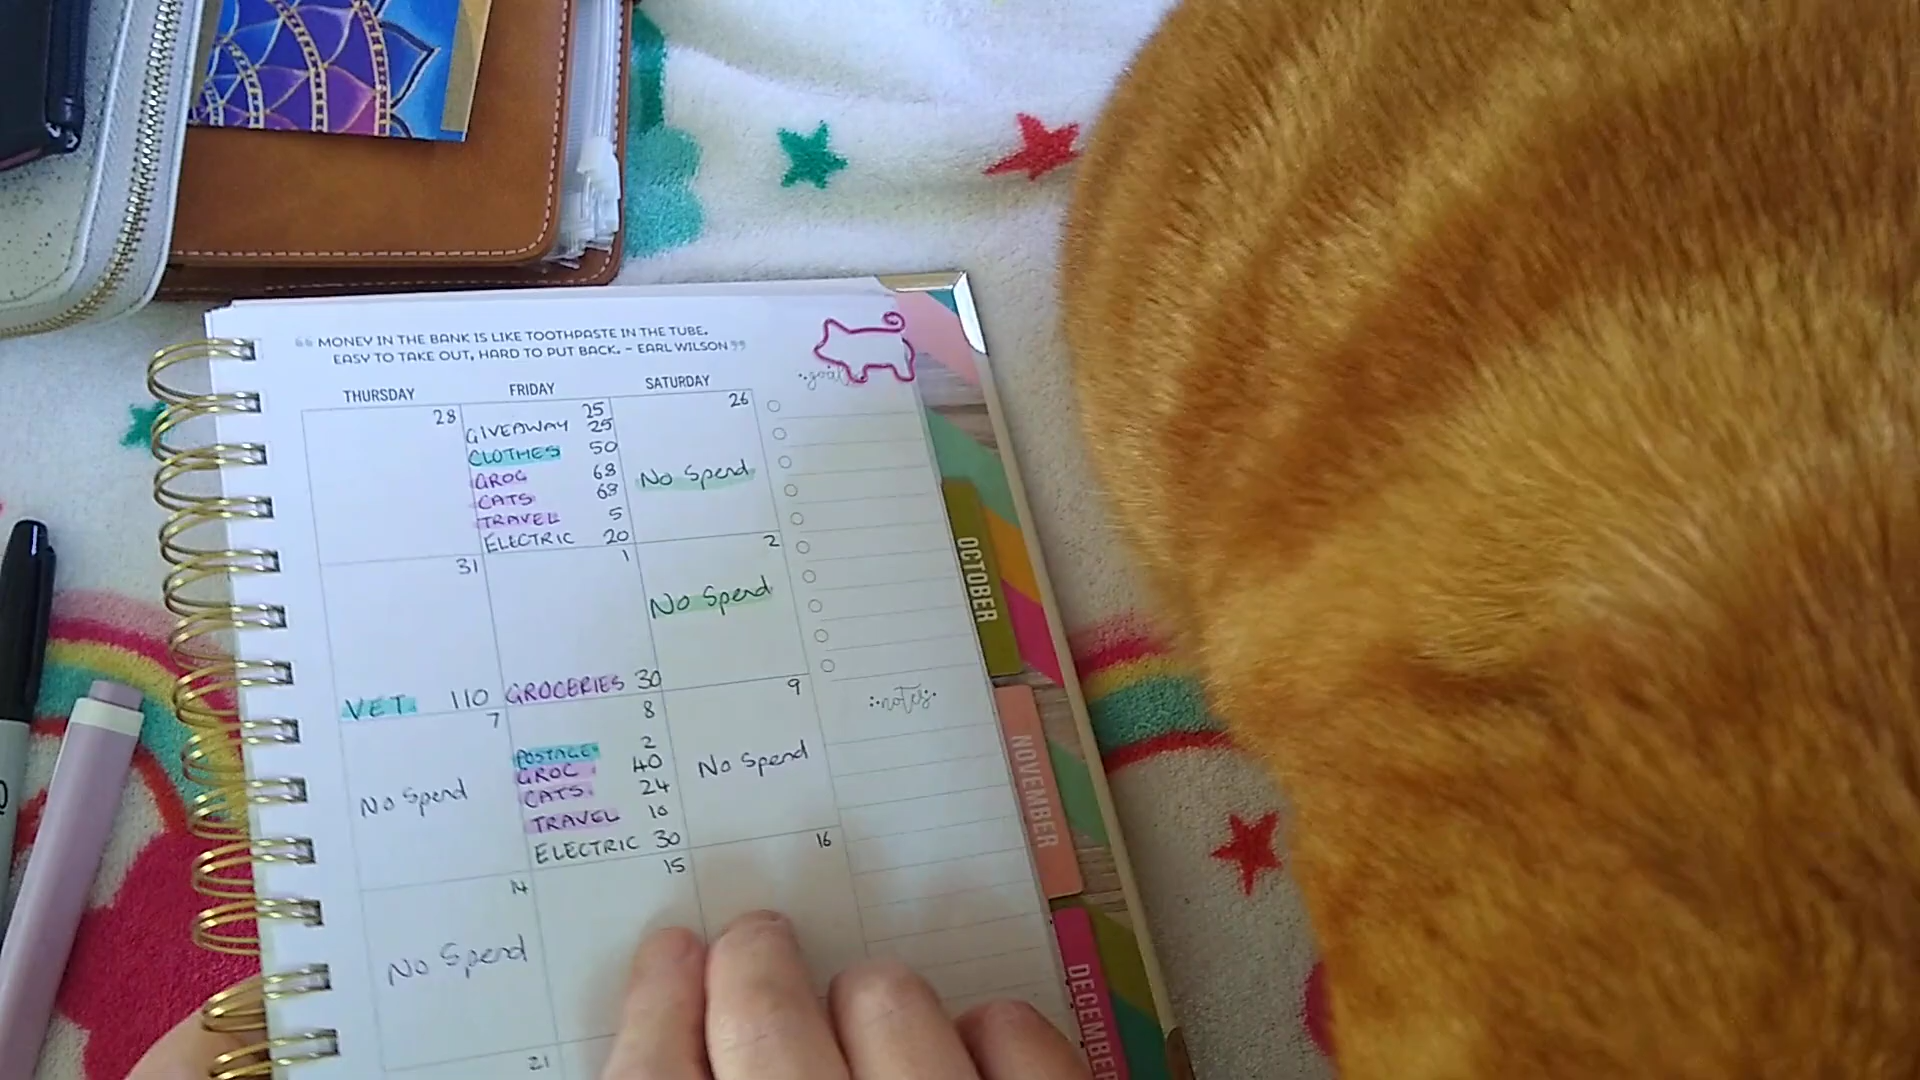 “ MONEY IN THE BANK IS LIKE TOOTHPASTE IN THE TUBE.
EASY TO TAKE OUT, HARD TO PUT BACK. - EARL WILSON ”
THURSDAY FRIDAY SATURDAY
28 25 26
GIVEAWAY 25
CLOTHES 50
GROC 68
CATS 68
TRAVEL 5
ELECTRIC 20
No Spend
31 1 2
VET 110
GROCERIES 30
No Spend
7 8 9
No Spend
POSTAGE 2
GROC 40
CATS 24
TRAVEL 10
ELECTRIC 30
No Spend
14 15 16
No Spend
21
notes
OCTOBER
NOVEMBER
DECEMBER